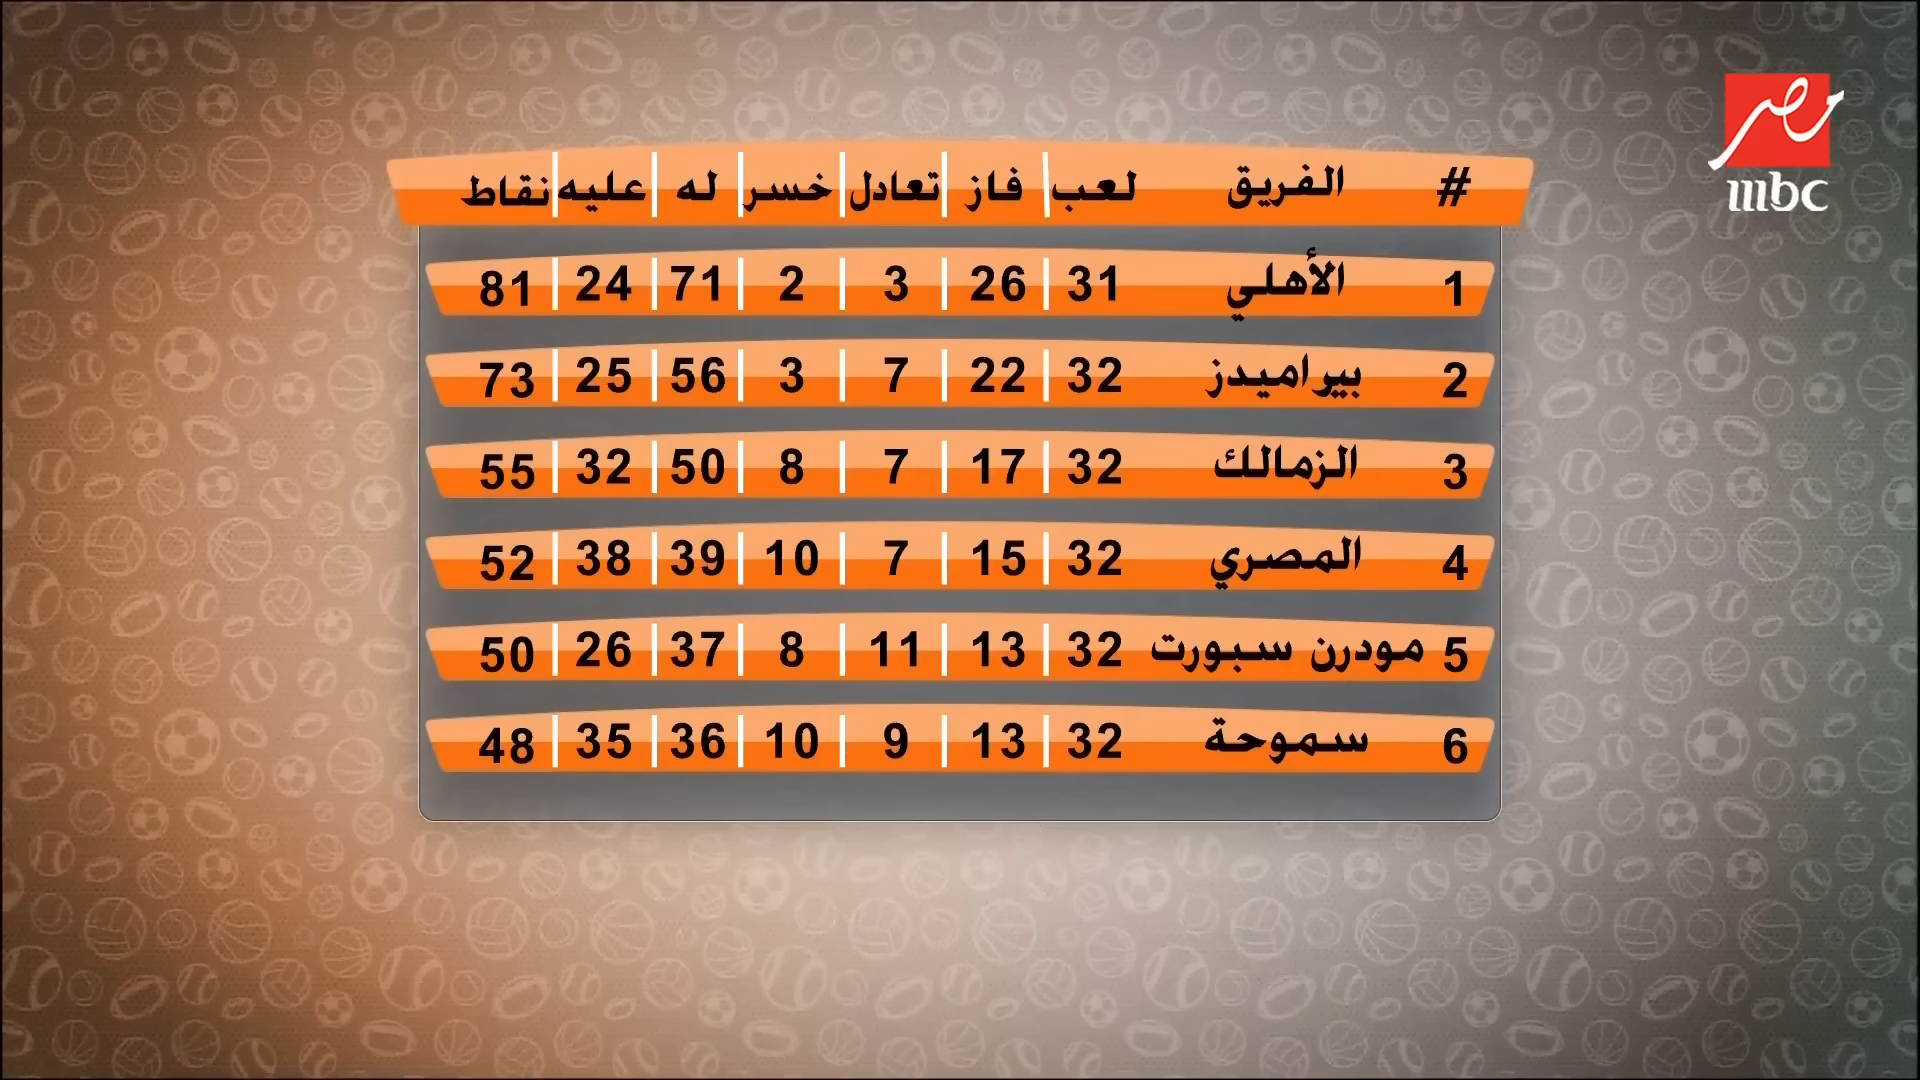 مصر
mbc
# الفريق لعب فاز تعادل خسر له عليه نقاط
1 الأهلي 31 26 3 2 71 24 81
2 بيراميدز 32 22 7 3 56 25 73
3 الزمالك 32 17 7 8 50 32 55
4 المصري 32 15 7 10 39 38 52
5 مودرن سبورت 32 13 11 8 37 26 50
6 سموحة 32 13 9 10 36 35 48